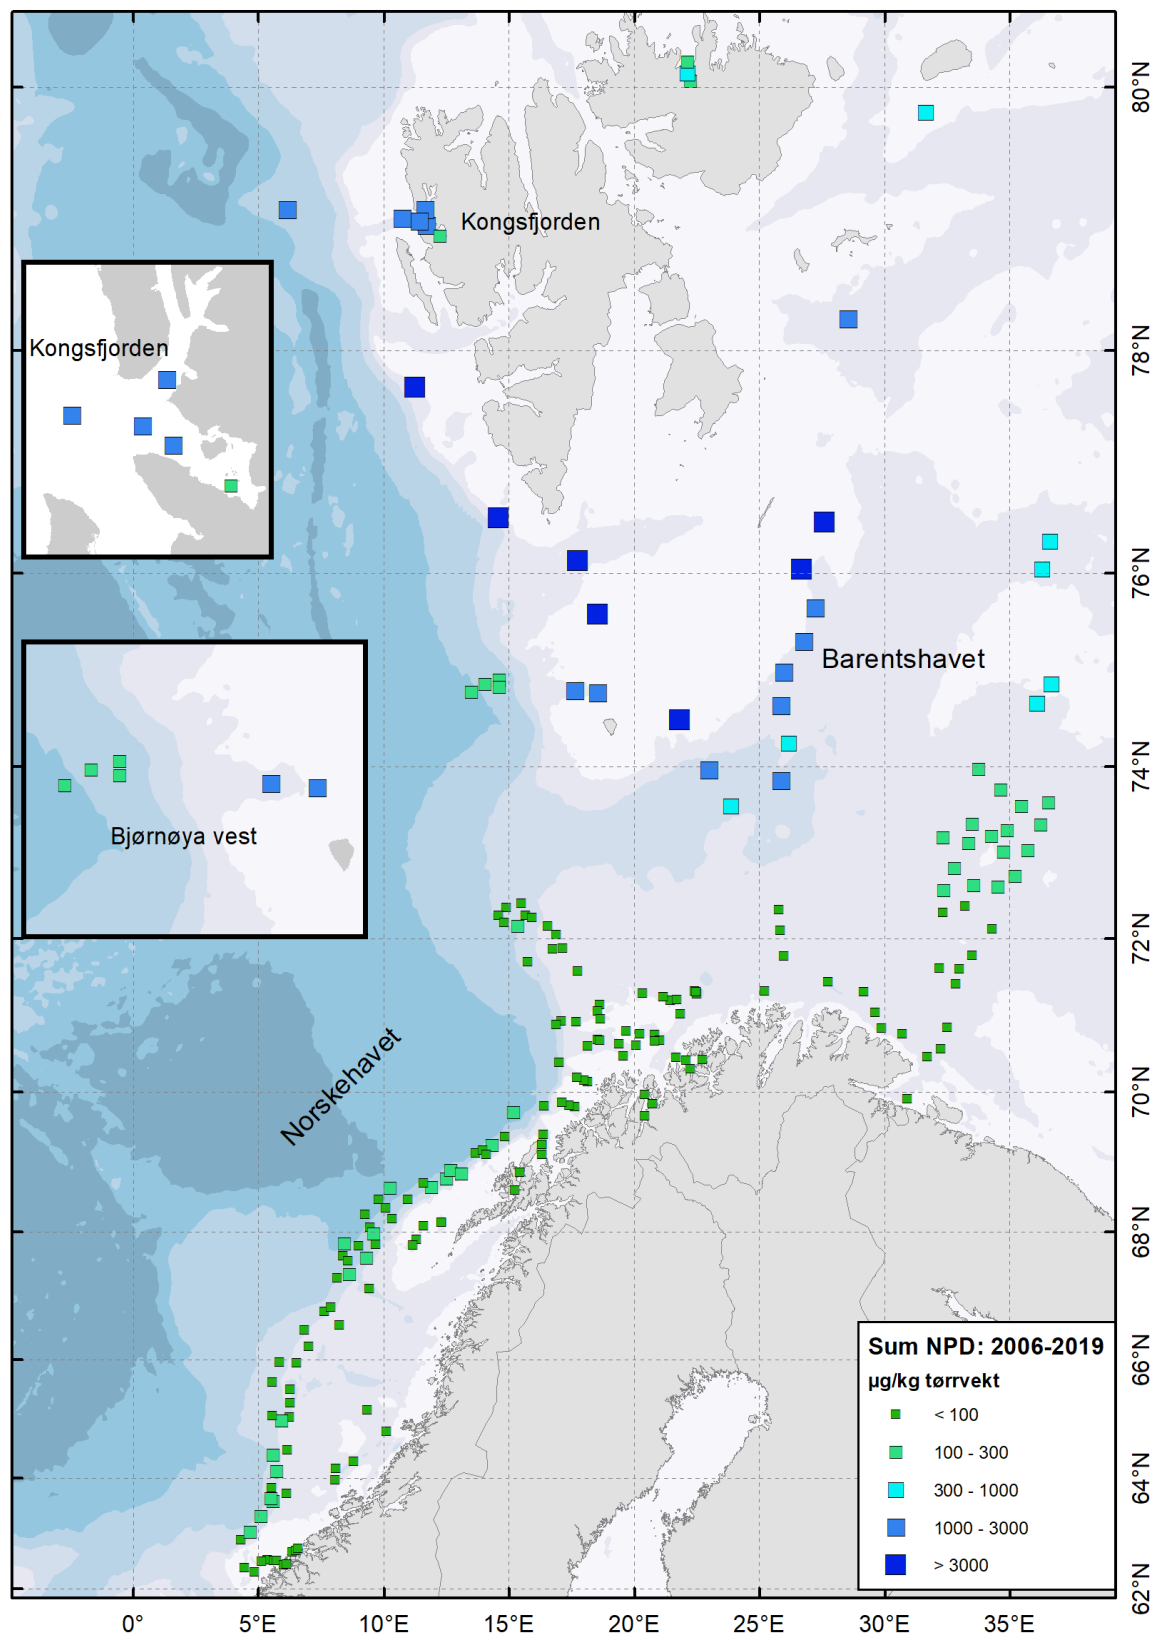 Kongsfjorden
Kongsfjorden
Barentshavet
Bjørnøya vest
Norskehavet
80°N
78°N
76°N
74°N
72°N
70°N
68°N
66°N
64°N
62°N
Sum NPD: 2006-2019
µg/kg tørrvekt
< 100
100 - 300
300 - 1000
1000 - 3000
> 3000
0°
5°E
10°E
15°E
20°E
25°E
30°E
35°E